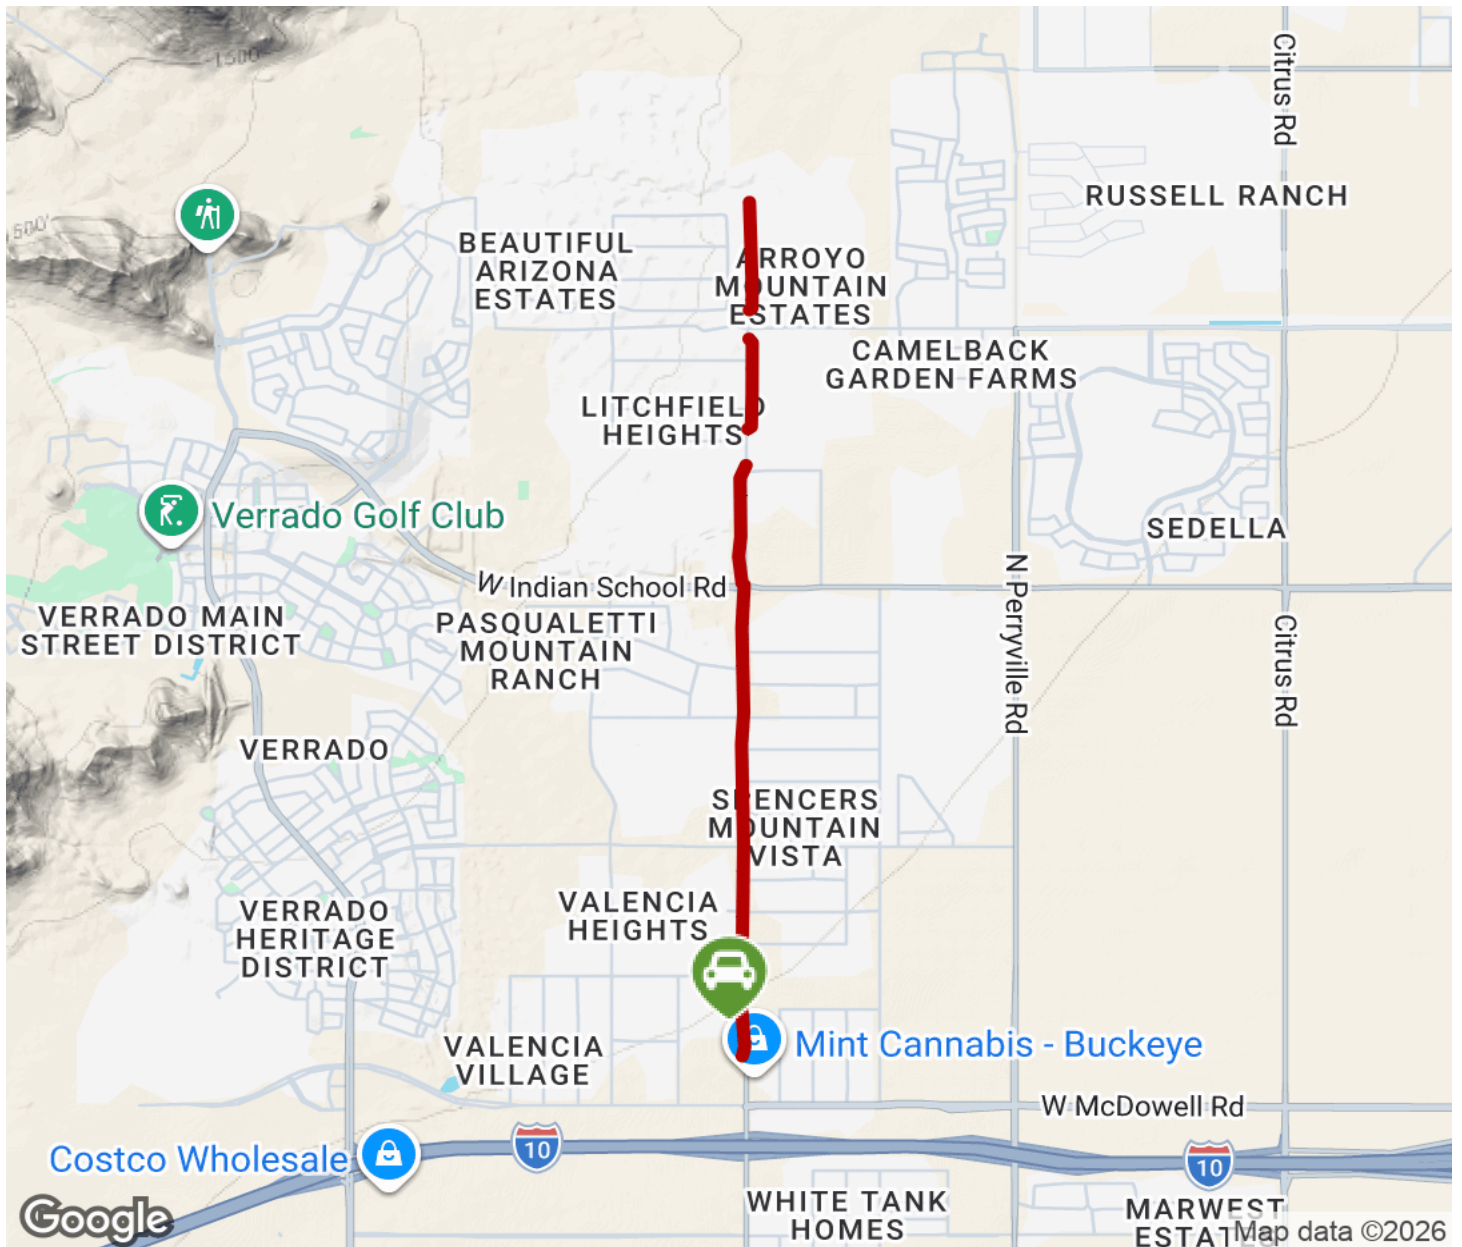 1500
Citrus Rd
RUSSELL RANCH
500'
BEAUTIFUL
ARIZONA
ESTATES
ARROYO
MOUNTAIN
ESTATES
CAMELBACK
GARDEN FARMS
LITCHFIELD
HEIGHTS
Verrado Golf Club
SEDELLA
W Indian School Rd
N Perryville Rd
VERRADO MAIN
STREET DISTRICT
PASQUALETTI
MOUNTAIN
RANCH
Citrus Rd
VERRADO
SPENCERS
MOUNTAIN
VISTA
VALENCIA
HEIGHTS
VERRADO
HERITAGE
DISTRICT
VALENCIA
VILLAGE
Mint Cannabis - Buckeye
W McDowell Rd
Costco Wholesale
10
10
WHITE TANK
HOMES
MARWEST
ESTATES
Google
Map data ©2026